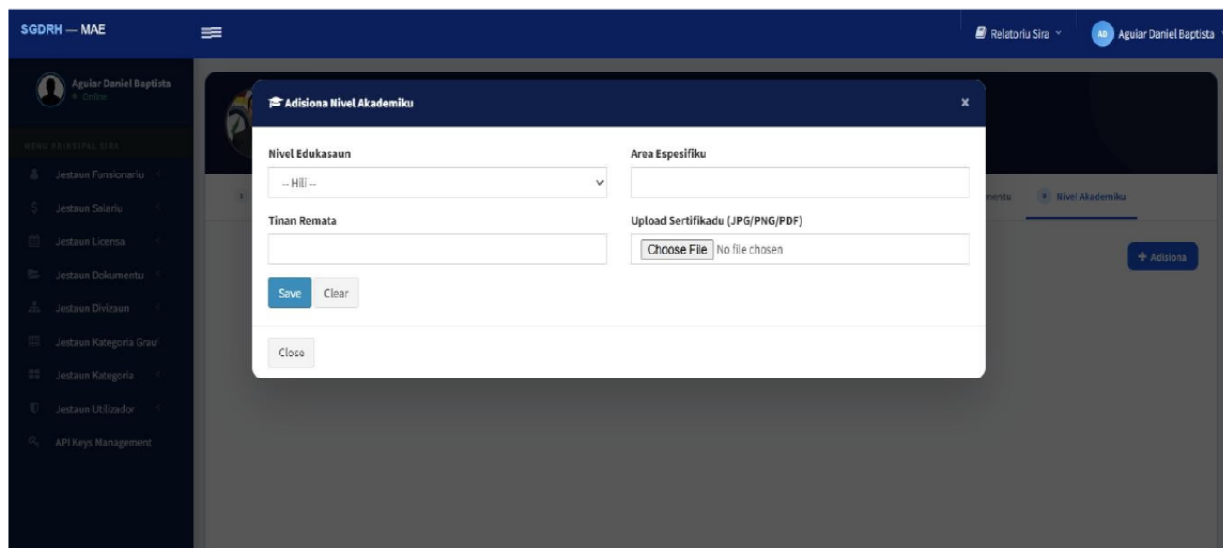 SGDRH — MAE
Relatoriu Sira
AD Aguiar Daniel Baptista
Aguiar Daniel Baptista
Online
MENU PRINSIPAL SIRA
Jestaun Funsionariu
Jestaun Salariu
Jestaun Licensa
Jestaun Dokumentu
Jestaun Divizaun
Jestaun Kategoria Grau
Jestaun Kategoria
Jestaun Utilizador
API Keys Management
Adisiona Nivel Akademiku
Nivel Edukasaun
-- Hili --
Area Espesifiku
Tinan Remata
Upload Sertifikadu (JPG/PNG/PDF)
Choose File No file chosen
Save Clear
Close
mentu
Nivel Akademiku
+ Adisiona